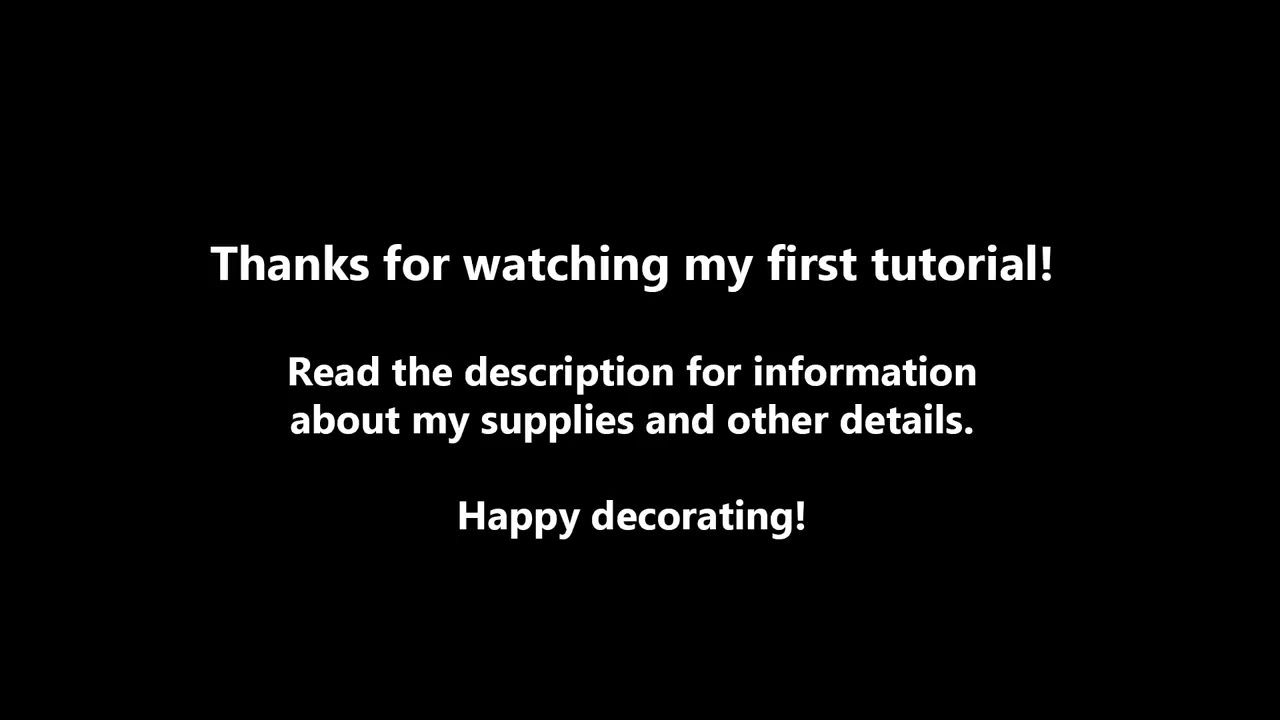 Thanks for watching my first tutorial!
Read the description for information
about my supplies and other details.
Happy decorating!